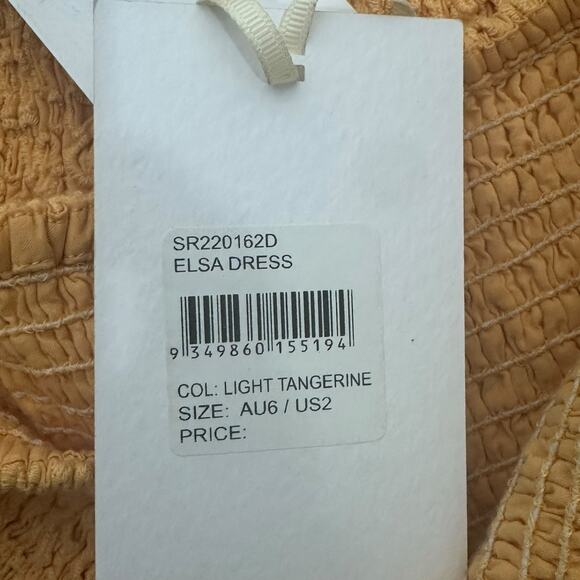 SR220162D
ELSA DRESS
9 349860 155194
COL: LIGHT TANGERINE
SIZE: AU6 / US2
PRICE: